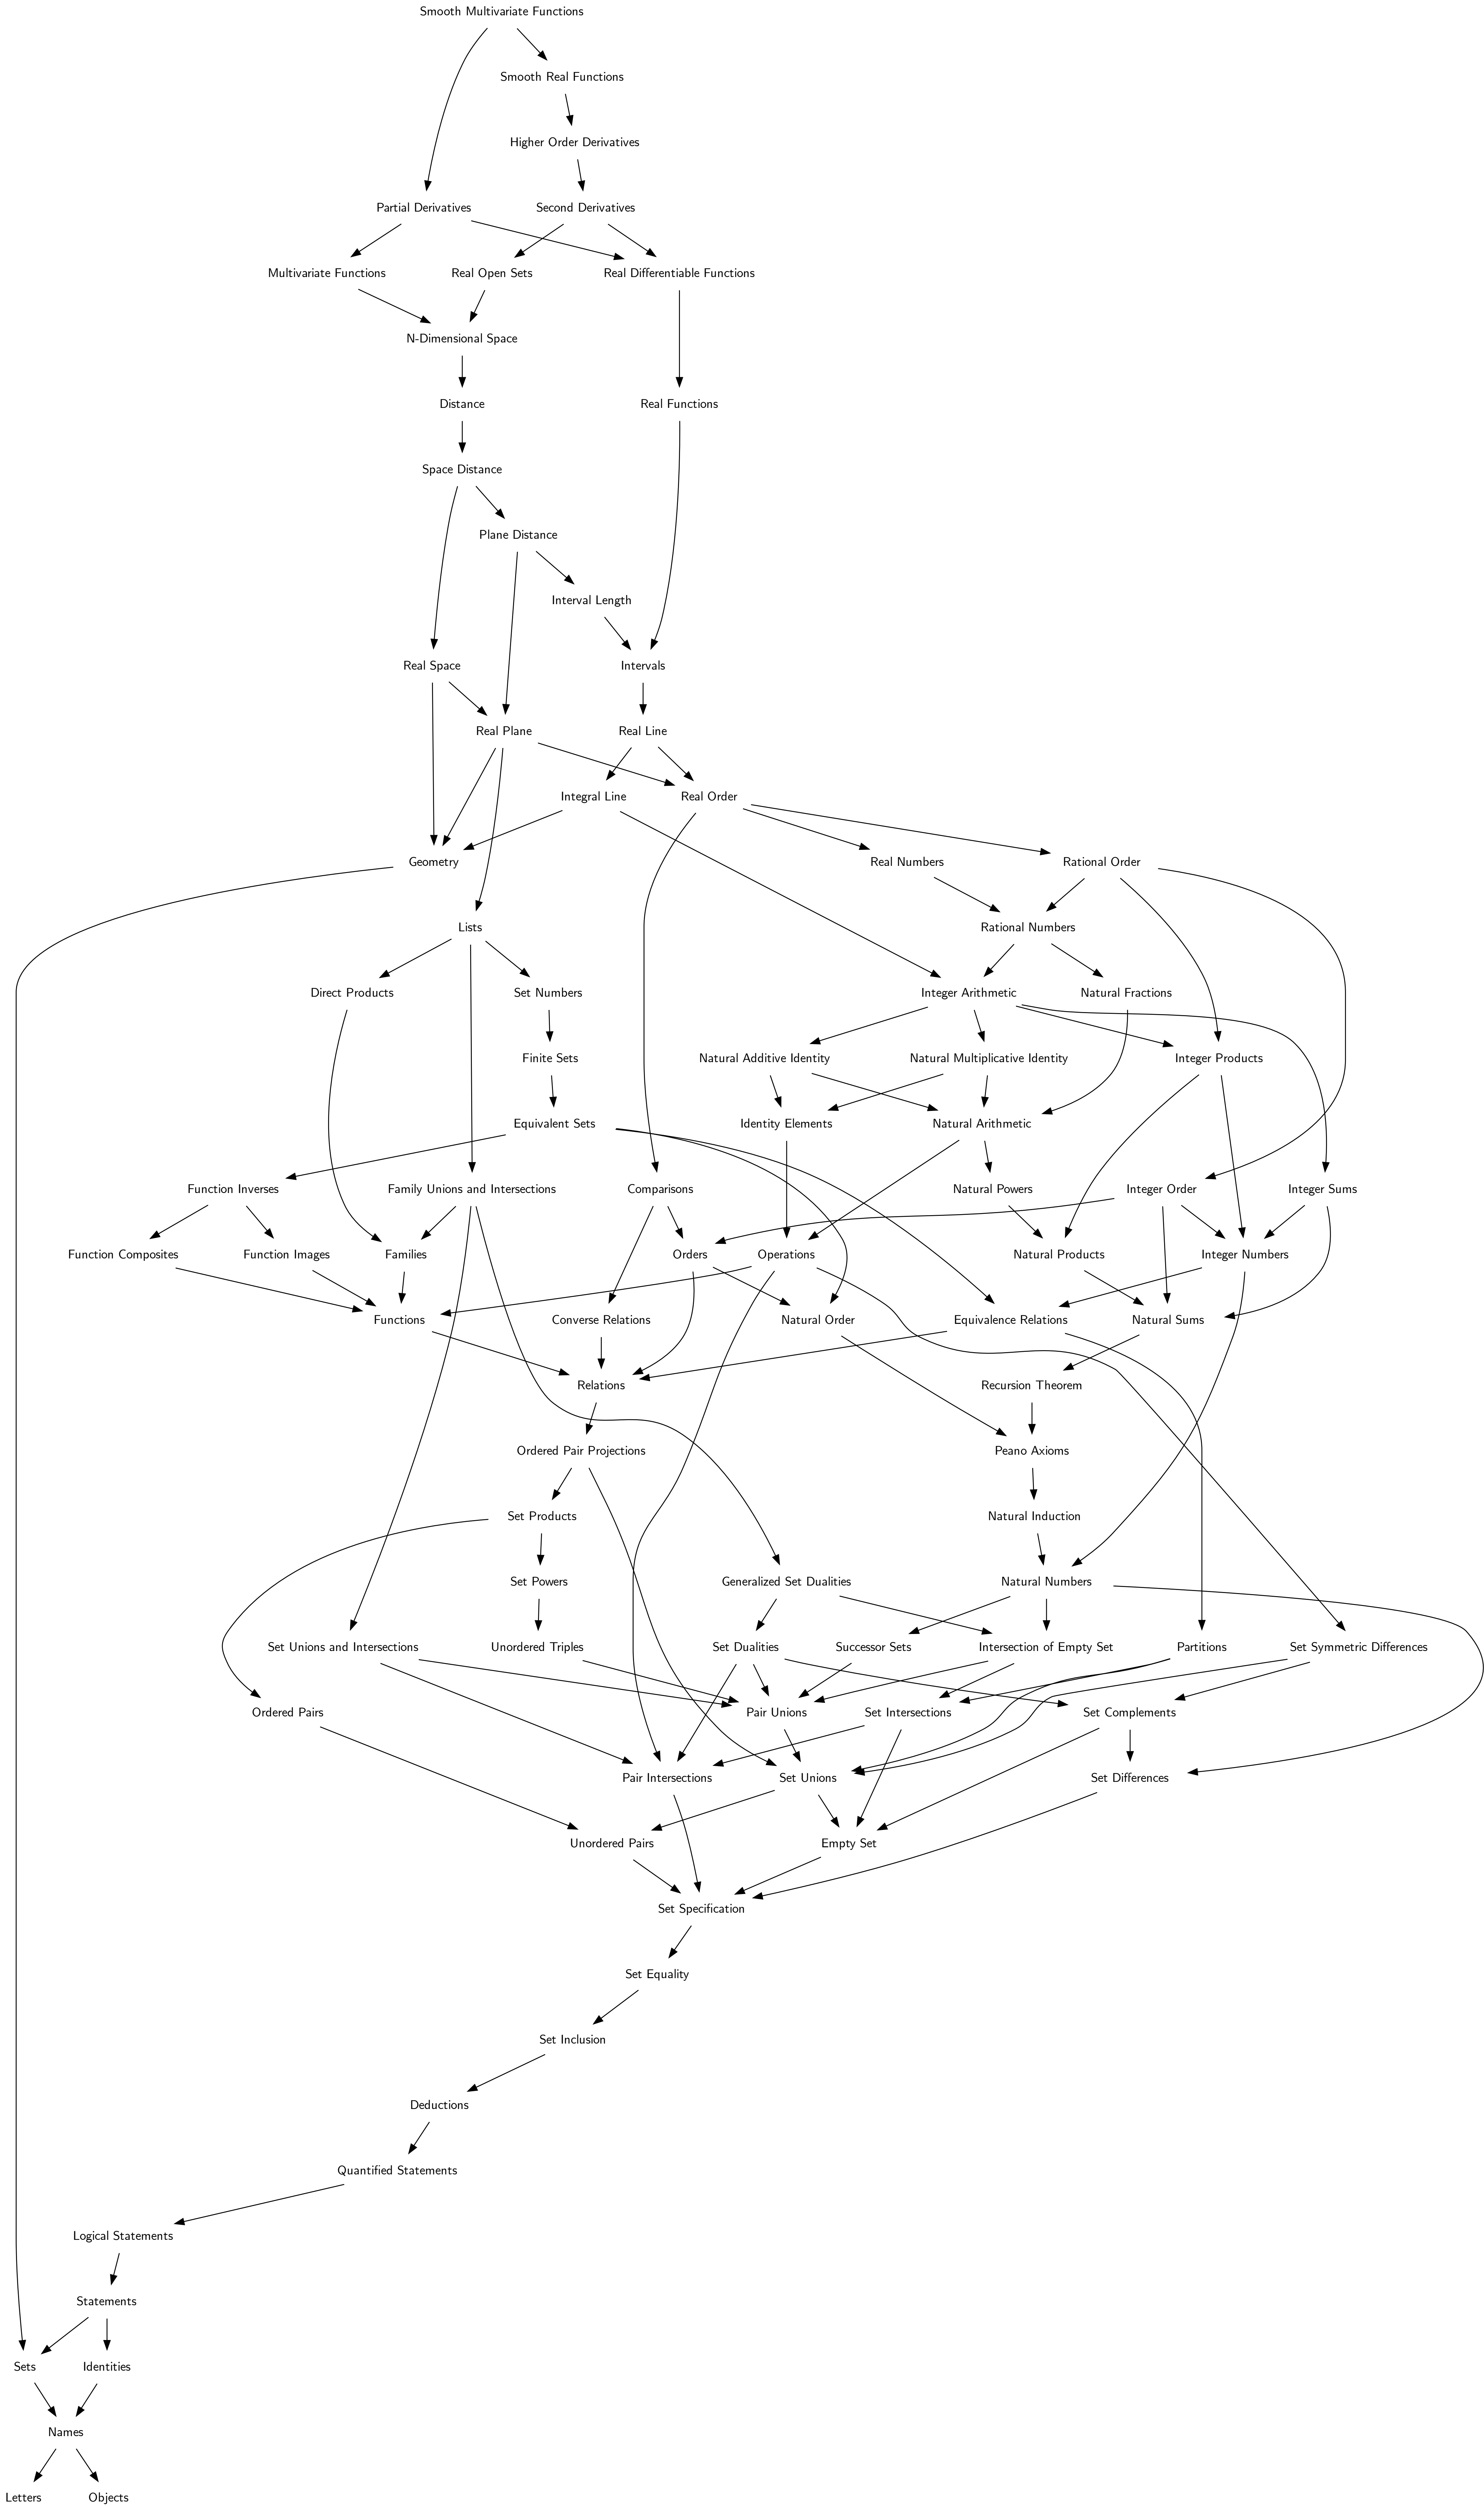 Smooth Multivariate Functions
Smooth Real Functions
Higher Order Derivatives
Partial Derivatives
Second Derivatives
Multivariate Functions
Real Open Sets
Real Differentiable Functions
N-Dimensional Space
Distance
Real Functions
Space Distance
Plane Distance
Interval Length
Real Space
Intervals
Real Plane
Real Line
Integral Line
Real Order
Geometry
Real Numbers
Rational Order
Lists
Rational Numbers
Direct Products
Set Numbers
Integer Arithmetic
Natural Fractions
Finite Sets
Natural Additive Identity
Natural Multiplicative Identity
Integer Products
Equivalent Sets
Identity Elements
Natural Arithmetic
Function Inverses
Family Unions and Intersections
Comparisons
Natural Powers
Integer Order
Integer Sums
Function Composites
Function Images
Families
Orders
Operations
Natural Products
Integer Numbers
Functions
Converse Relations
Natural Order
Equivalence Relations
Natural Sums
Relations
Recursion Theorem
Ordered Pair Projections
Peano Axioms
Set Products
Natural Induction
Set Powers
Generalized Set Dualities
Natural Numbers
Set Unions and Intersections
Unordered Triples
Set Dualities
Successor Sets
Intersection of Empty Set
Partitions
Set Symmetric Differences
Ordered Pairs
Pair Unions
Set Intersections
Set Complements
Pair Intersections
Set Unions
Set Differences
Unordered Pairs
Empty Set
Set Specification
Set Equality
Set Inclusion
Deductions
Quantified Statements
Logical Statements
Statements
Sets
Identities
Names
Letters
Objects